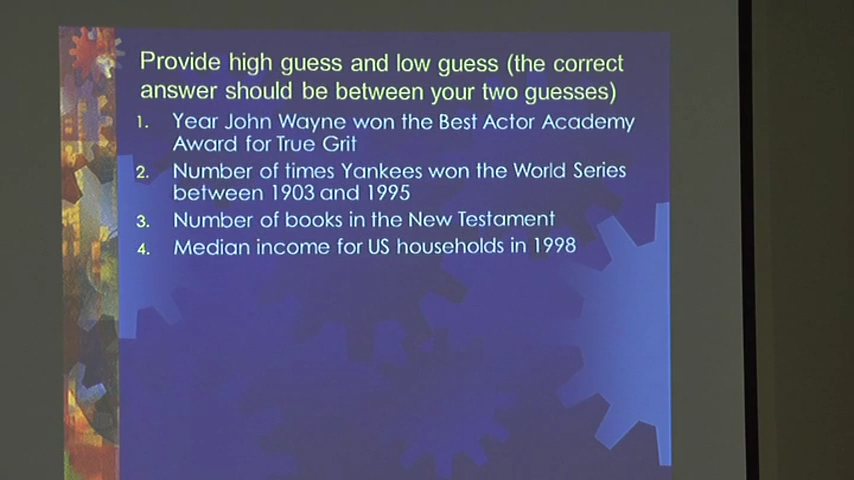 Provide high guess and low guess (the correct
answer should be between your two guesses)
1. Year John Wayne won the Best Actor Academy
Award for True Grit
2. Number of times Yankees won the World Series
between 1903 and 1995
3. Number of books in the New Testament
4. Median income for US households in 1998